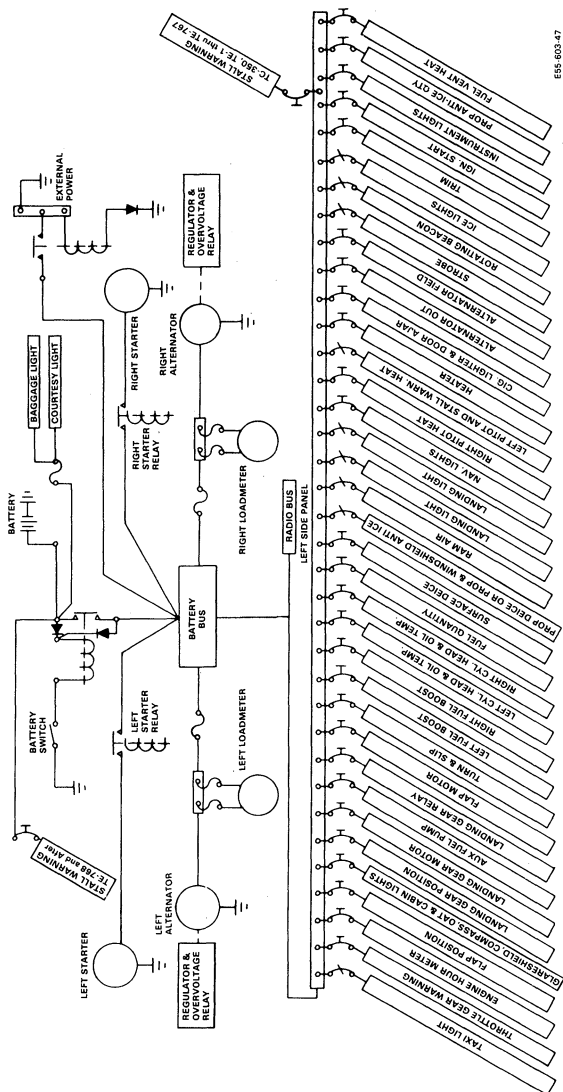 STALL WARNING
TC-350, TE-1 thru TE-767
EXTERNAL
POWER
BAGGAGE LIGHT
COURTESY LIGHT
BATTERY
BATTERY
SWITCH
STALL WARNING
TE-768 and After
RIGHT STARTER
RIGHT
STARTER
RELAY
LEFT STARTER
LEFT
STARTER
RELAY
REGULATOR &
OVERVOLTAGE
RELAY
RIGHT
ALTERNATOR
RIGHT LOADMETER
BATTERY
BUS
LEFT LOADMETER
LEFT
ALTERNATOR
REGULATOR &
OVERVOLTAGE
RELAY
RADIO BUS
LEFT SIDE PANEL
TAXI LIGHT
THROTTLE GEAR WARNING
ENGINE HOUR METER
FLAP POSITION
GLARESHIELD COMPASS, OAT & CABIN LIGHTS
LANDING GEAR POSITION
LANDING GEAR MOTOR
AUX FUEL PUMP
LANDING GEAR RELAY
FLAP MOTOR
TURN & SLIP
LEFT FUEL BOOST
RIGHT FUEL BOOST
LEFT CYL. HEAD & OIL TEMP
RIGHT CYL. HEAD & OIL TEMP
FUEL QUANTITY
SURFACE DEICE
PROP DEICE OR PROP & WINDSHIELD ANTI ICE
RAM AIR
LANDING LIGHT
LANDING LIGHT
NAV. LIGHTS
RIGHT PITOT HEAT
LEFT PITOT AND STALL WARN. HEAT
HEATER
CIG LIGHTER & DOOR AJAR
ALTERNATOR OUT
ALTERNATOR FIELD
STROBE
ROTATING BEACON
ICE LIGHTS
TRIM
IGN. START
INSTRUMENT LIGHTS
PROP ANTI-ICE QTY
FUEL VENT HEAT
E55-603-47